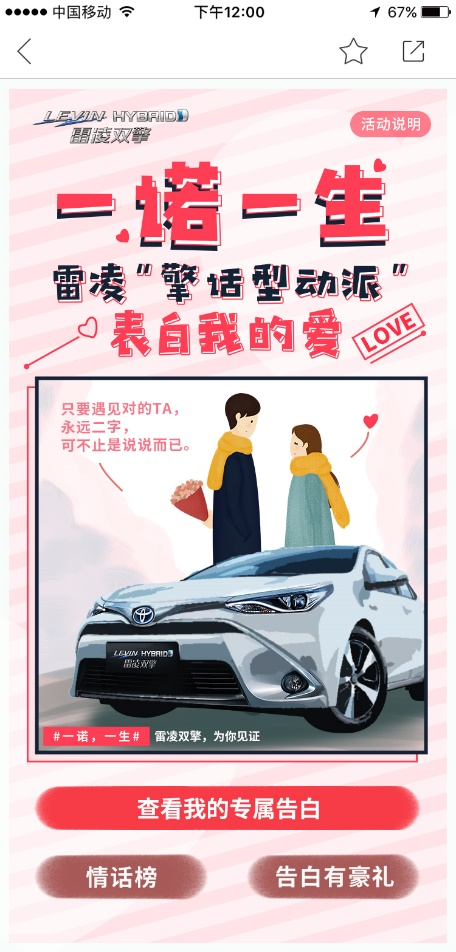 中国移动
下午12:00
67%
LEVIN HYBRID
雷凌双擎
活动说明
一诺一生
雷凌“擎话型动派”
表白我的爱
LOVE
只要遇见对的TA，
永远二字，
可不止是说说而已。
LEVIN HYBRID
雷凌双擎
#一诺，一生# 雷凌双擎，为你见证
查看我的专属告白
情话榜
告白有豪礼